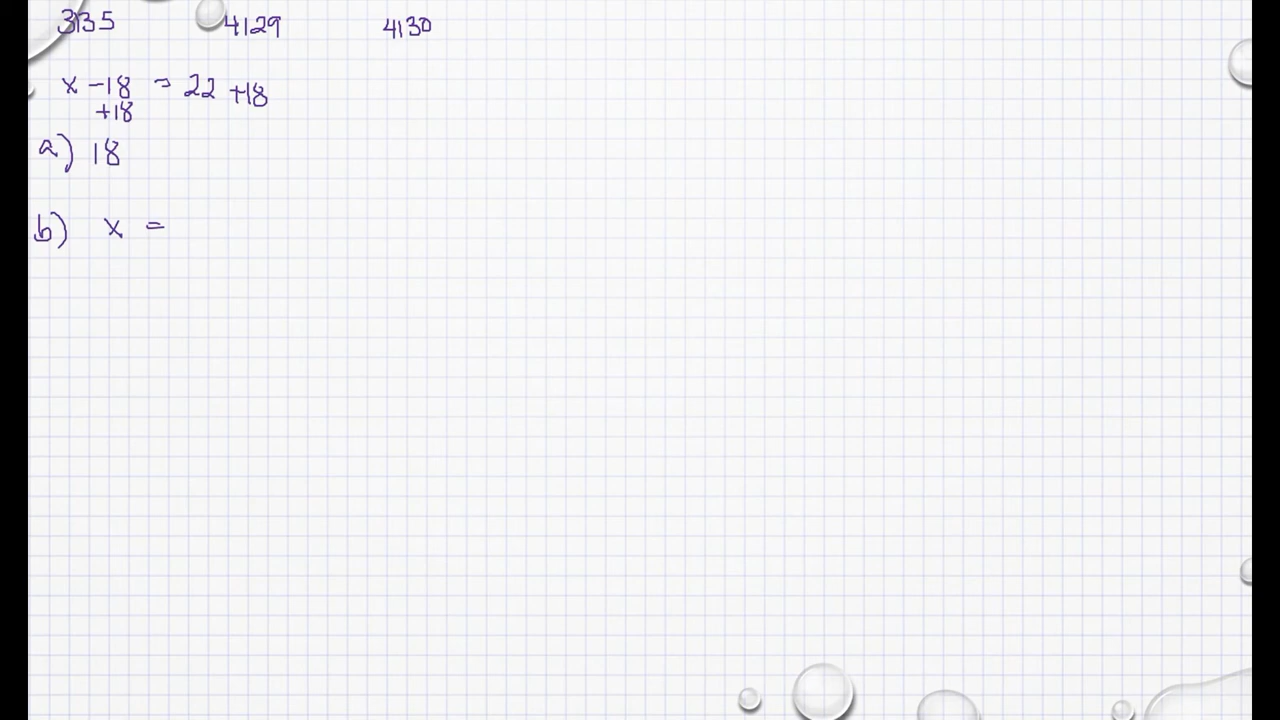 3135 4129 4130
x - 18 = 22 + 18
+18
a) 18
b) x =